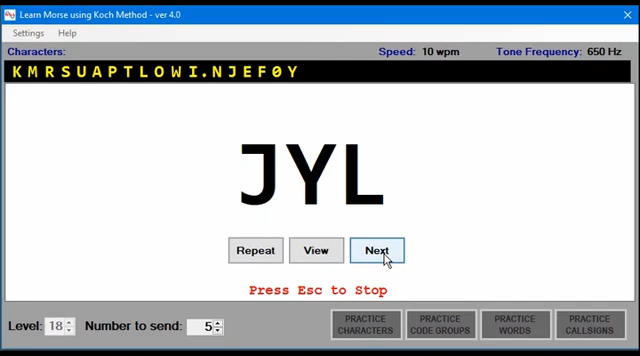 Learn Morse using Koch Method - ver 4.0
Settings Help
Characters: Speed: 10 wpm Tone Frequency: 650 Hz
K M R S U A P T L O W I . N J E F 0 Y
JYL
Repeat View Next
Press Esc to Stop
Level: 18 Number to send: 5
PRACTICE CHARACTERS
PRACTICE CODE GROUPS
PRACTICE WORDS
PRACTICE CALLSIGNS